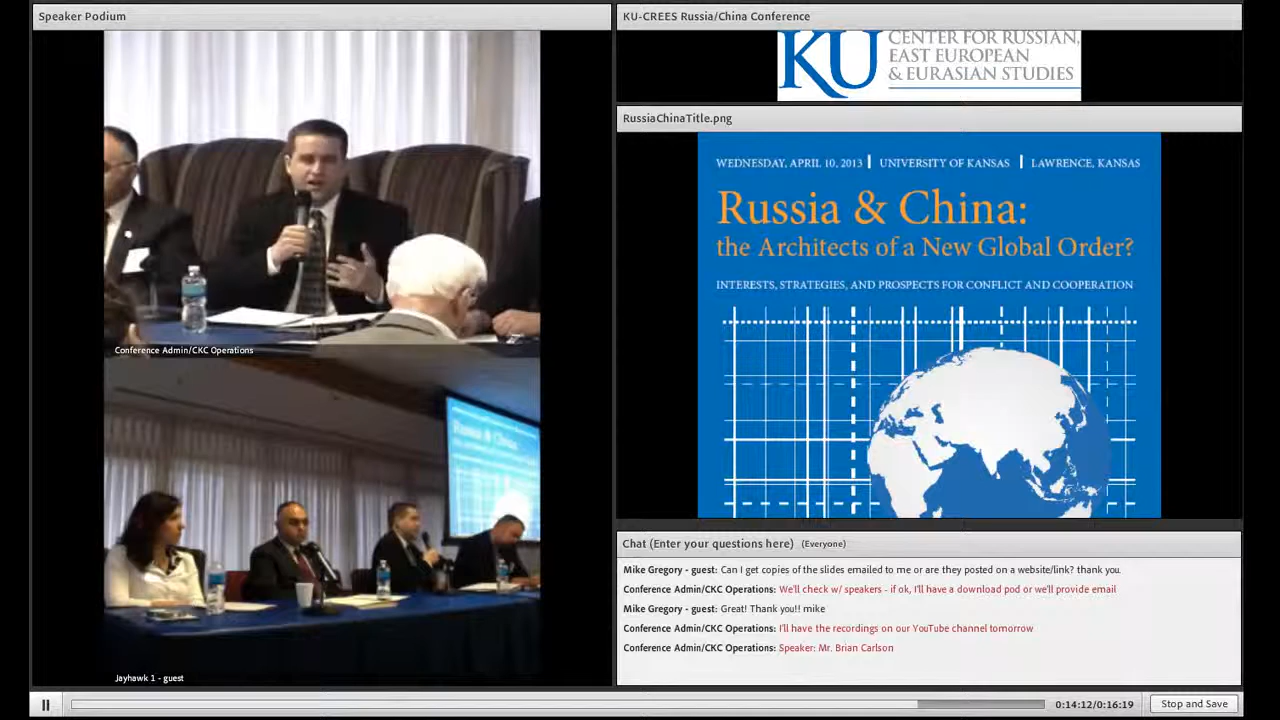 Speaker Podium
Conference Admin/CKC Operations
Jayhawk 1 - guest
KU-CREES Russia/China Conference
KU CENTER FOR RUSSIAN,
EAST EUROPEAN
& EURASIAN STUDIES
RussiaChinaTitle.png
WEDNESDAY, APRIL 10, 2013 | UNIVERSITY OF KANSAS | LAWRENCE, KANSAS
Russia & China:
the Architects of a New Global Order?
INTERESTS, STRATEGIES, AND PROSPECTS FOR CONFLICT AND COOPERATION
Chat (Enter your questions here) (Everyone)
Mike Gregory - guest: Can I get copies of the slides emailed to me or are they posted on a website/link? thank you.
Conference Admin/CKC Operations: We'll check w/ speakers - if ok, I'll have a download pod or we'll provide email
Mike Gregory - guest: Great! Thank you!! mike
Conference Admin/CKC Operations: I'll have the recordings on our YouTube channel tomorrow
Conference Admin/CKC Operations: Speaker: Mr. Brian Carlson
0:14:12/0:16:19
Stop and Save